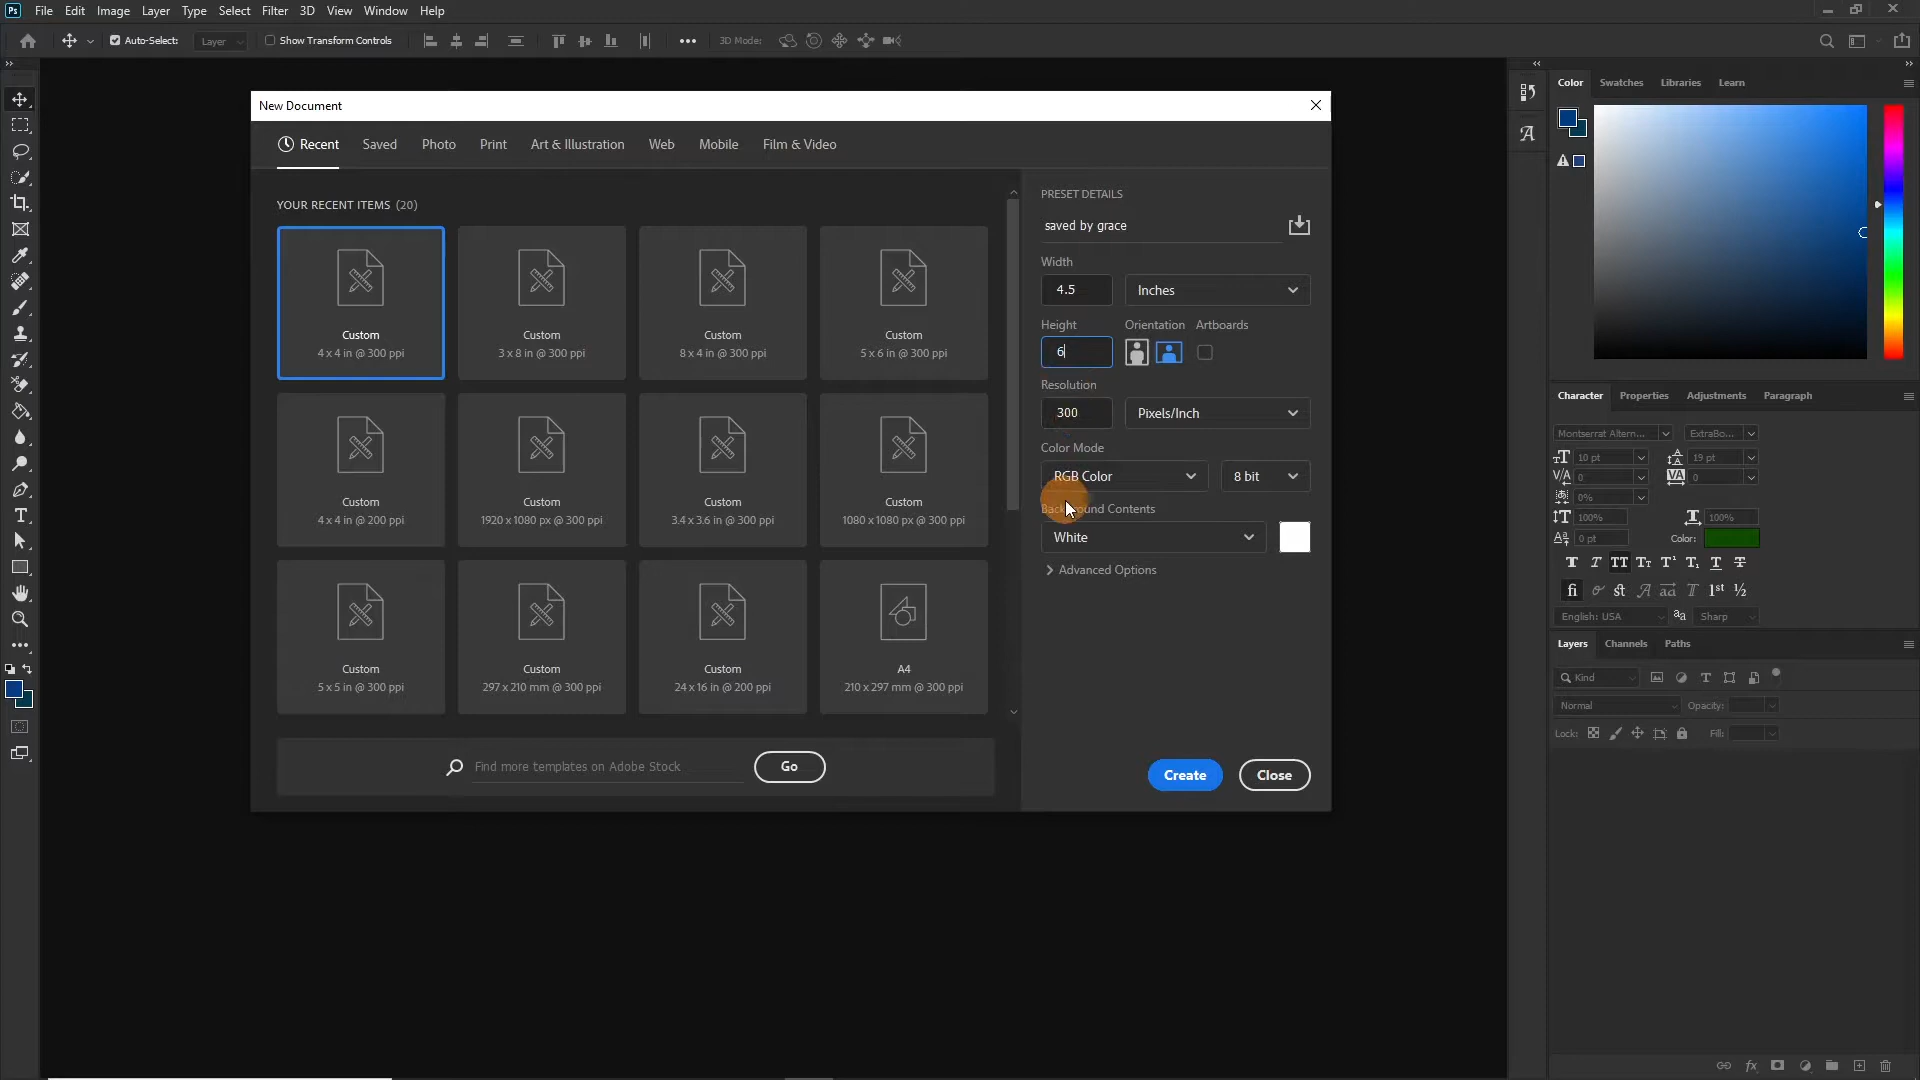 Ps File Edit Image Layer Type Select Filter 3D View Window Help
Auto-Select: Layer Show Transform Controls 3D Mode:
New Document
Recent Saved Photo Print Art & Illustration Web Mobile Film & Video
YOUR RECENT ITEMS (20)
Custom
4 x 4 in @ 300 ppi
Custom
3 x 8 in @ 300 ppi
Custom
8 x 4 in @ 300 ppi
Custom
5 x 6 in @ 300 ppi
Custom
4 x 4 in @ 200 ppi
Custom
1920 x 1080 px @ 300 ppi
Custom
3.4 x 3.6 in @ 300 ppi
Custom
1080 x 1080 px @ 300 ppi
Custom
5 x 5 in @ 300 ppi
Custom
297 x 210 mm @ 300 ppi
Custom
24 x 16 in @ 200 ppi
A4
210 x 297 mm @ 300 ppi
Find more templates on Adobe Stock Go
PRESET DETAILS
saved by grace
Width
4.5 Inches
Height Orientation Artboards
6
Resolution
300 Pixels/Inch
Color Mode
RGB Color 8 bit
Background Contents
White
Advanced Options
Create Close
Color Swatches Libraries Learn
Character Properties Adjustments Paragraph
Montserrat Altern... ExtraBo...
10 pt 19 pt
0 0
0%
100% 100%
0 pt Color:
English: USA aa Sharp
Layers Channels Paths
Kind
Normal Opacity:
Lock: Fill: